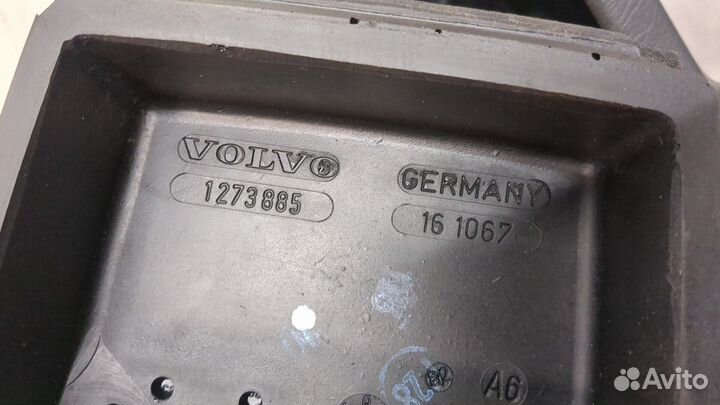 VOLVO
1273885
GERMANY
16 1067
A6
Avito